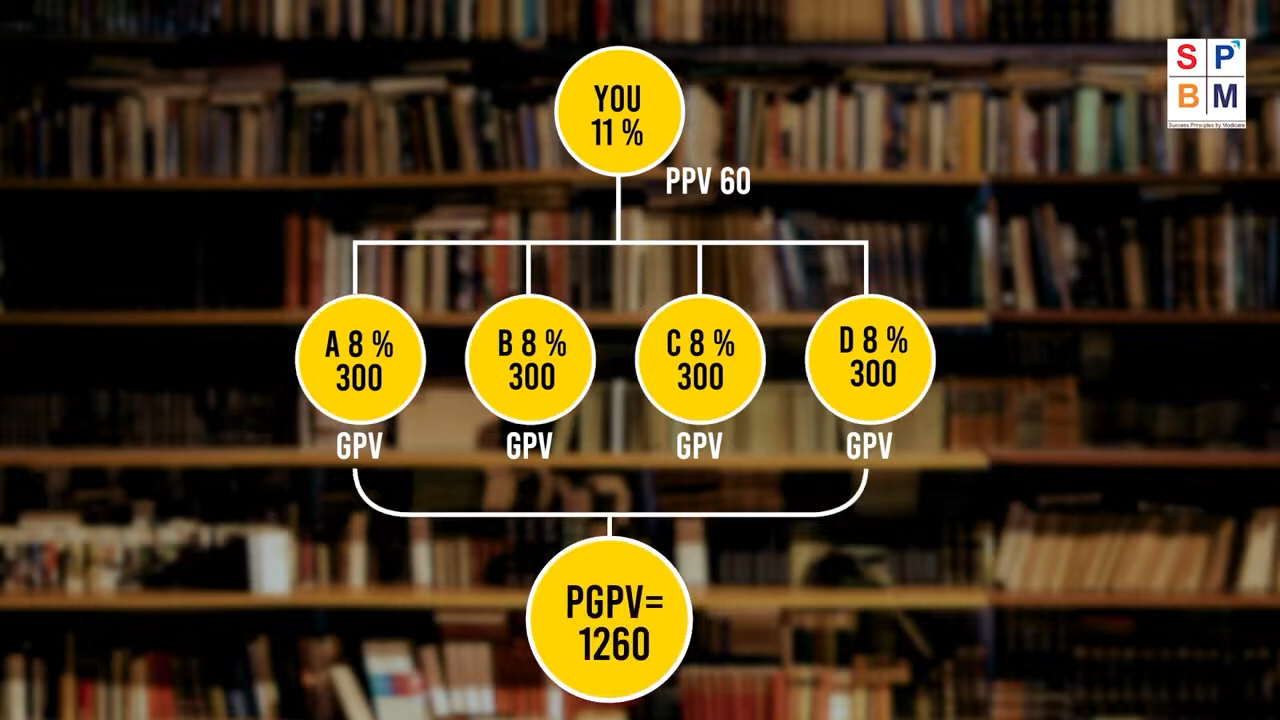 S P
B M
Success Principles by Modicare
YOU
11 %
PPV 60
A 8 %
300
B 8 %
300
C 8 %
300
D 8 %
300
GPV
GPV
GPV
GPV
PGPV=
1260